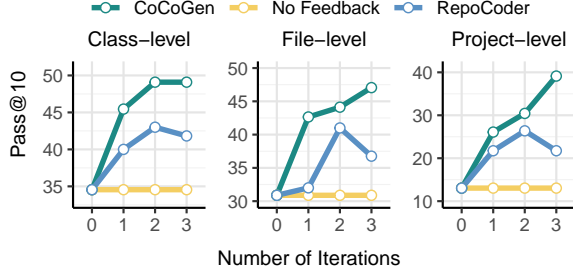 CoCoGen No Feedback RepoCoder
Class−level File−level Project−level
Pass@10
50
45
40
35
0 1 2 3
50
45
40
35
30
0 1 2 3
40
30
20
10
0 1 2 3
Number of Iterations